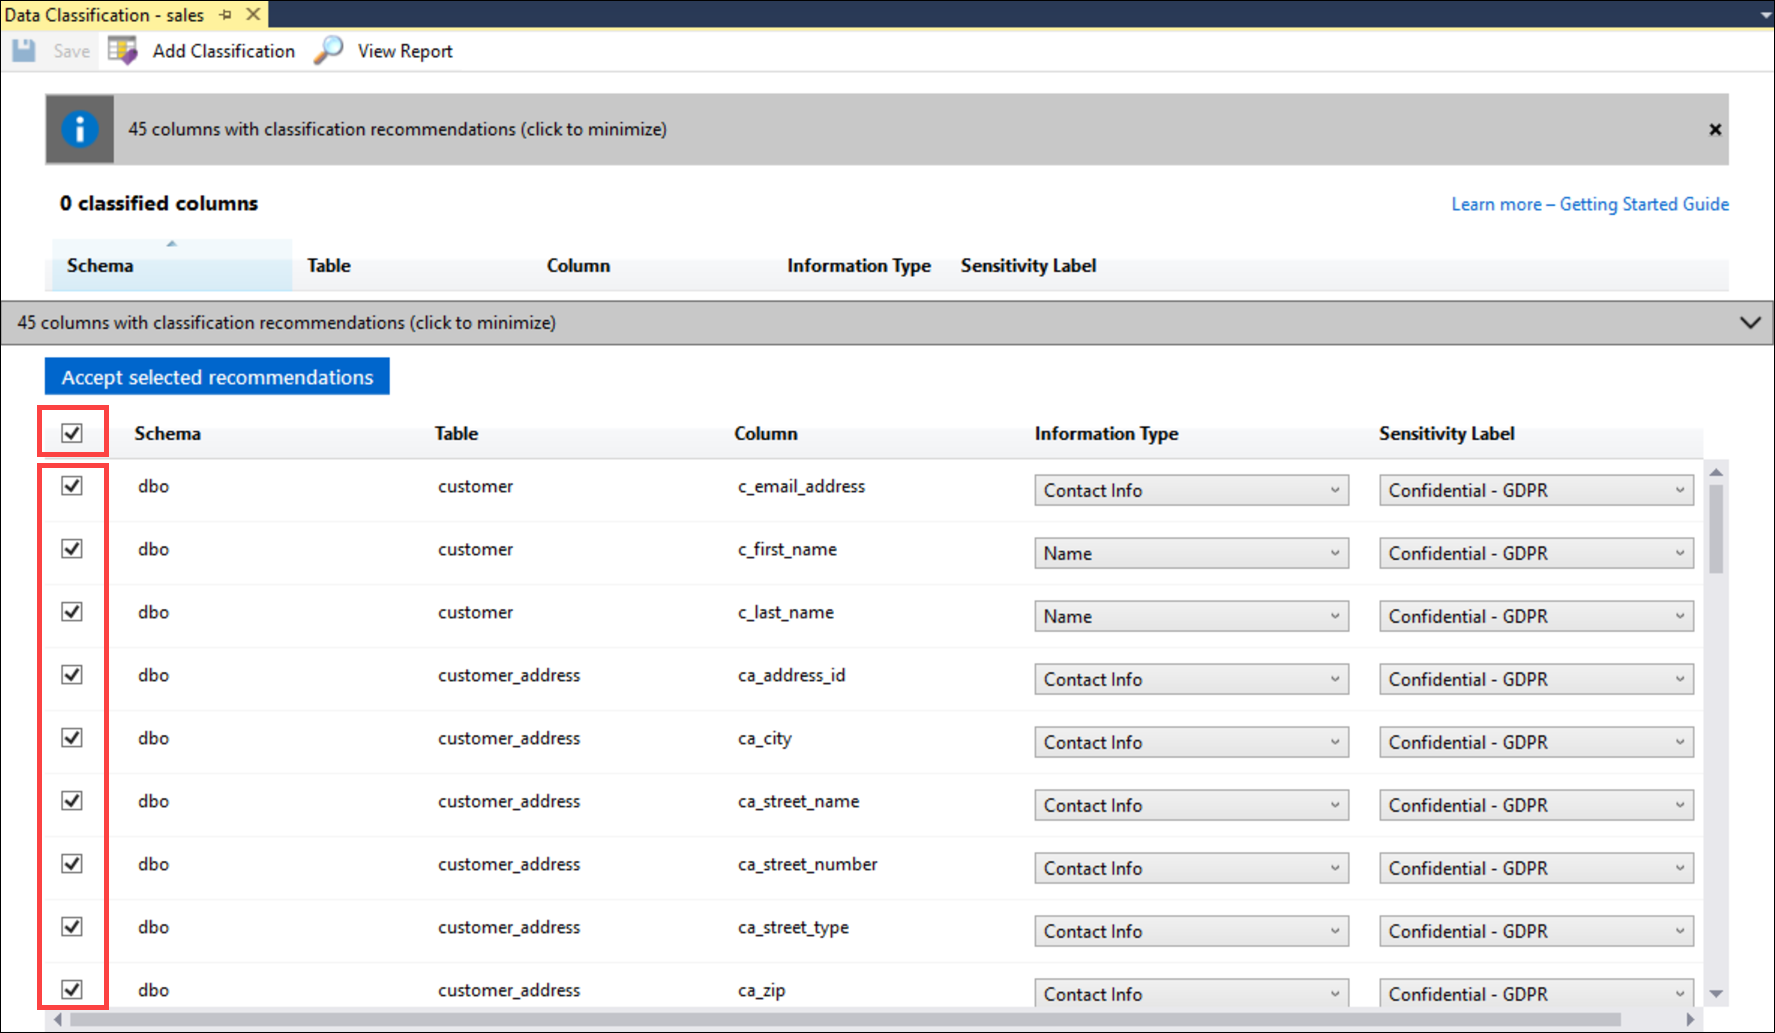 Data Classification - sales
Save Add Classification View Report
45 columns with classification recommendations (click to minimize)
0 classified columns
Learn more – Getting Started Guide
Schema Table Column Information Type Sensitivity Label
45 columns with classification recommendations (click to minimize)
Accept selected recommendations
Schema Table Column Information Type Sensitivity Label
dbo customer c_email_address Contact Info Confidential - GDPR
dbo customer c_first_name Name Confidential - GDPR
dbo customer c_last_name Name Confidential - GDPR
dbo customer_address ca_address_id Contact Info Confidential - GDPR
dbo customer_address ca_city Contact Info Confidential - GDPR
dbo customer_address ca_street_name Contact Info Confidential - GDPR
dbo customer_address ca_street_number Contact Info Confidential - GDPR
dbo customer_address ca_street_type Contact Info Confidential - GDPR
dbo customer_address ca_zip Contact Info Confidential - GDPR